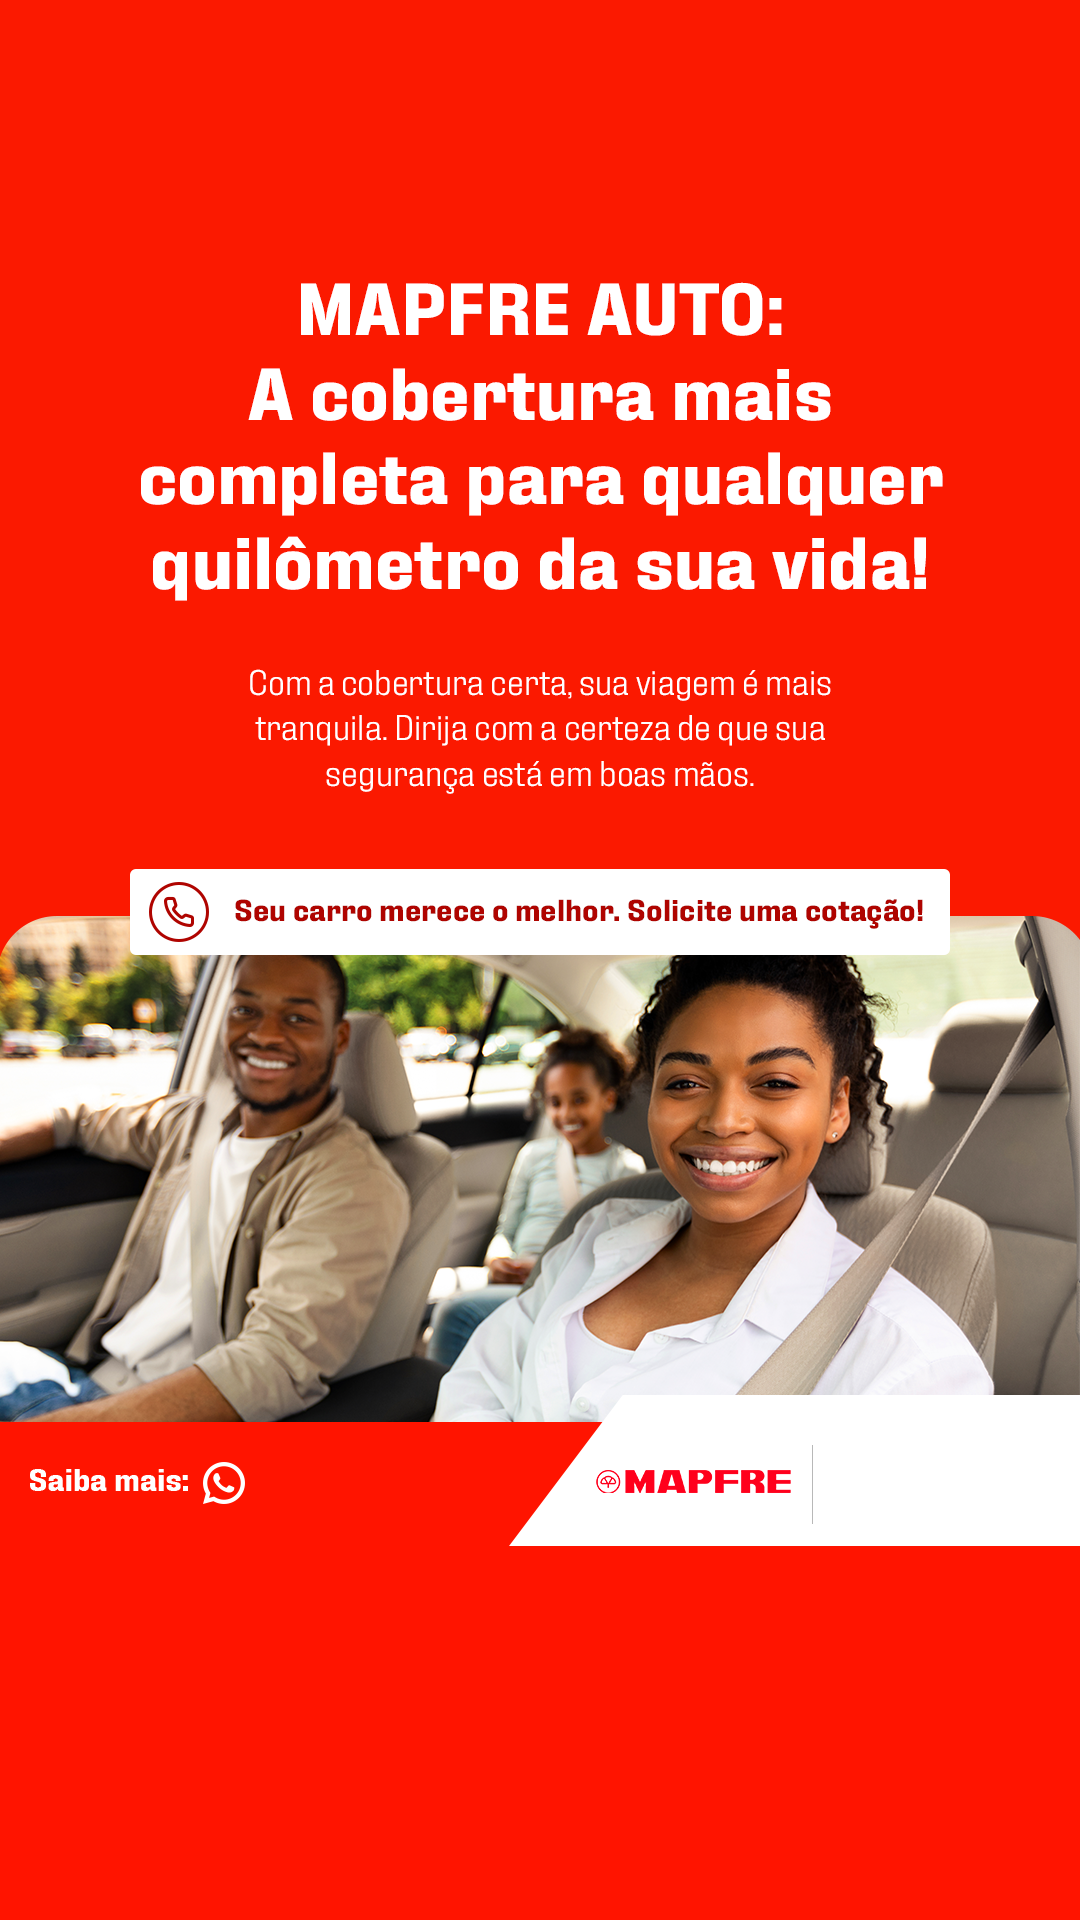 MAPFRE AUTO:
A cobertura mais
completa para qualquer
quilômetro da sua vida!
Com a cobertura certa, sua viagem é mais
tranquila. Dirija com a certeza de que sua
segurança está em boas mãos.
Seu carro merece o melhor. Solicite uma cotação!
Saiba mais:
MAPFRE